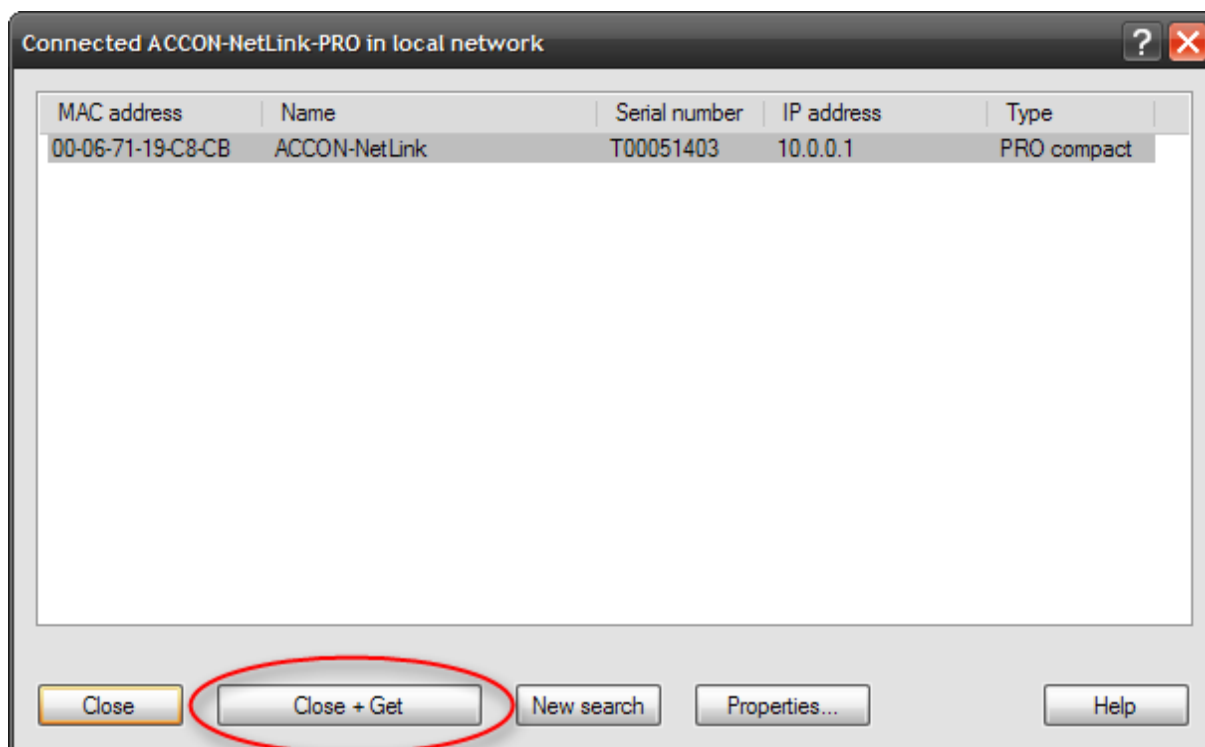 Connected ACCON-NetLink-PRO in local network ?
MAC address Name Serial number IP address Type
00-06-71-19-C8-CB ACCON-NetLink T00051403 10.0.0.1 PRO compact
Close Close + Get New search Properties... Help